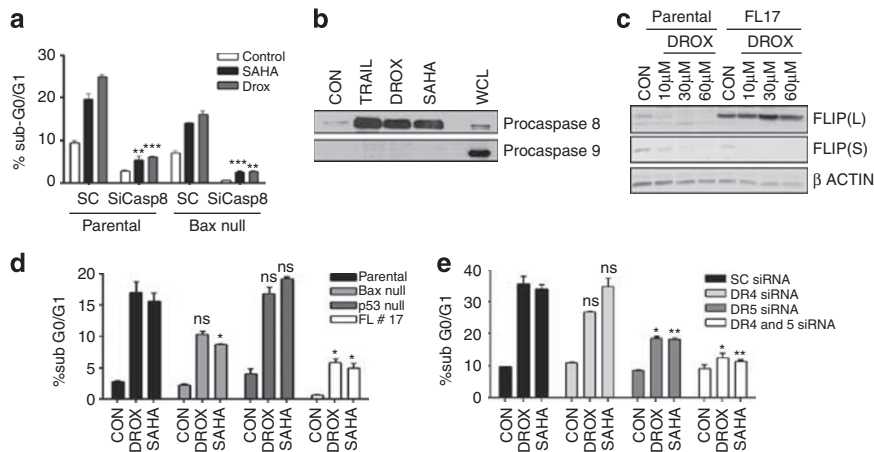 a
30
20
10
0
% sub-G0/G1
Control
SAHA
Drox
** ***
*** **
SC SiCasp8 SC SiCasp8
Parental Bax null
b
CON TRAIL DROX SAHA WCL
Procaspase 8
Procaspase 9
c
Parental FL17
DROX DROX
CON 10μM 30μM 60μM CON 10μM 30μM 60μM
FLIP(L)
FLIP(S)
β ACTIN
d
20
15
10
5
0
%sub G0/G1
Parental
Bax null
p53 null
FL # 17
ns * ns ns * *
CON DROX SAHA CON DROX SAHA CON DROX SAHA CON DROX SAHA
e
40
30
20
10
0
%sub G0/G1
SC siRNA
DR4 siRNA
DR5 siRNA
DR4 and 5 siRNA
ns ns * ** * **
CON DROX SAHA CON DROX SAHA CON DROX SAHA CON DROX SAHA